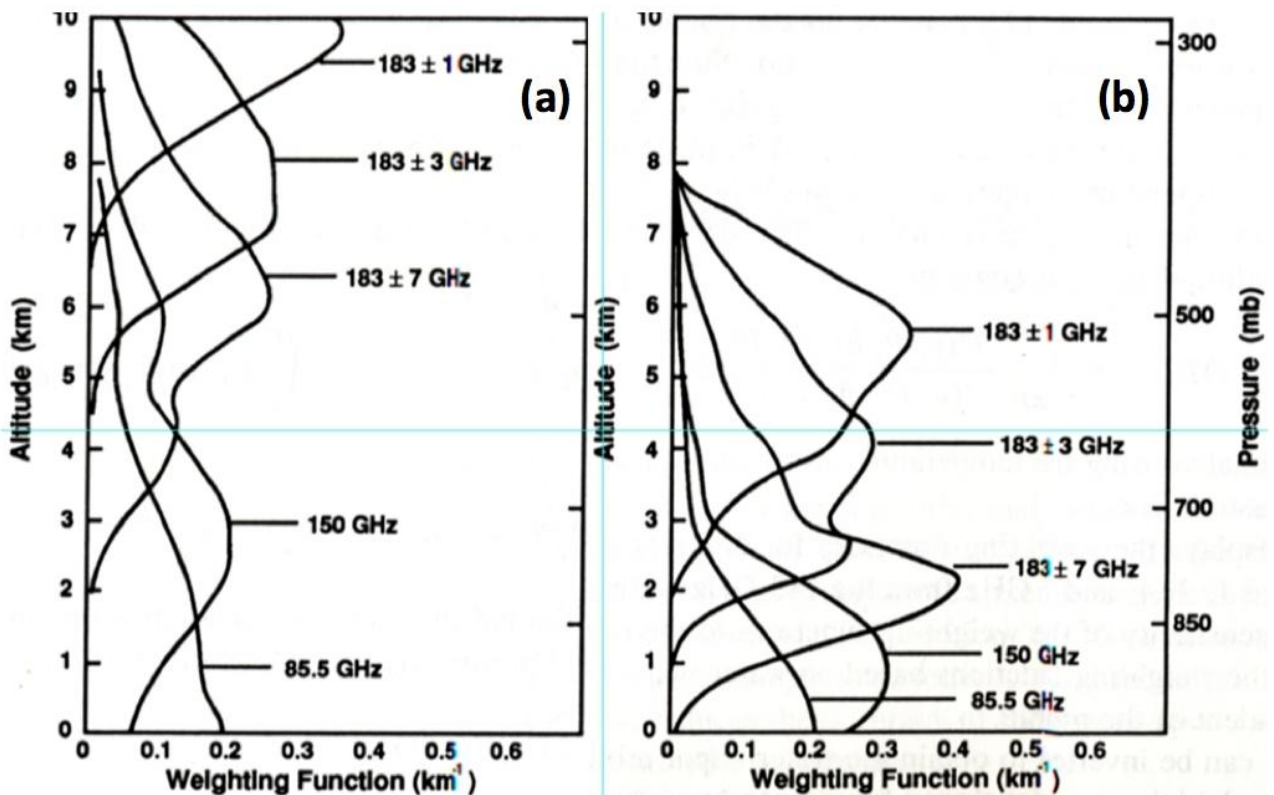 10
9
8
7
6
5
4
3
2
1
0
Altitude (km)
(a)
183 ± 1 GHz
183 ± 3 GHz
183 ± 7 GHz
150 GHz
85.5 GHz
0 0.1 0.2 0.3 0.4 0.5 0.6
Weighting Function (km-1)
10
9
8
7
6
5
4
3
2
1
0
Altitude (km)
(b)
183 ± 1 GHz
183 ± 3 GHz
183 ± 7 GHz
150 GHz
85.5 GHz
0 0.1 0.2 0.3 0.4 0.5 0.6
Weighting Function (km-1)
300
500
700
850
Pressure (mb)